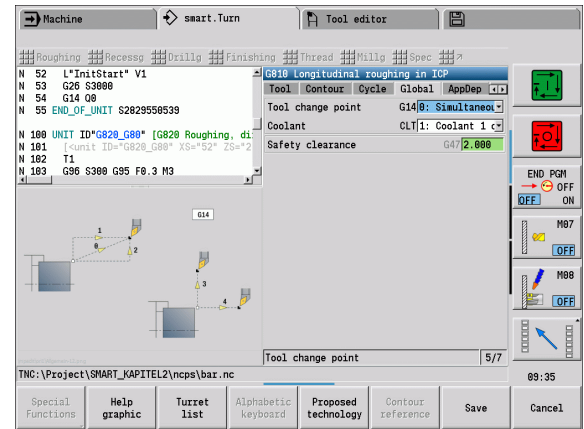 Machine
smart.Turn
Tool editor
Roughing Recessg Drillg Finishin Thread Millg Spec
N 52 L"InitStart" V1
N 53 G26 S3000
N 54 G14 Q0
N 55 END_OF_UNIT S2829550539
N 100 UNIT ID"G820_G80" [G820 Roughing, di
N 101 [<unit ID="G820_G80" XS="52" ZS="2
N 102 T1
N 103 G96 S300 G95 F0.3 M3
G810 Longitudinal roughing in ICP
Tool Contour Cycle Global AppDep
Tool change point G14 0: Simultaneou
Coolant CLT 1: Coolant 1 o
Safety clearance G47 2.000
G14
1
0
2
3
4
Tool change point 5/7
TNC:\Project\SMART_KAPITEL2\ncps\bar.nc
END PGM
OFF
OFF ON
M07
OFF
M08
OFF
09:35
Special Functions
Help graphic
Turret list
Alphabetic keyboard
Proposed technology
Contour reference
Save
Cancel